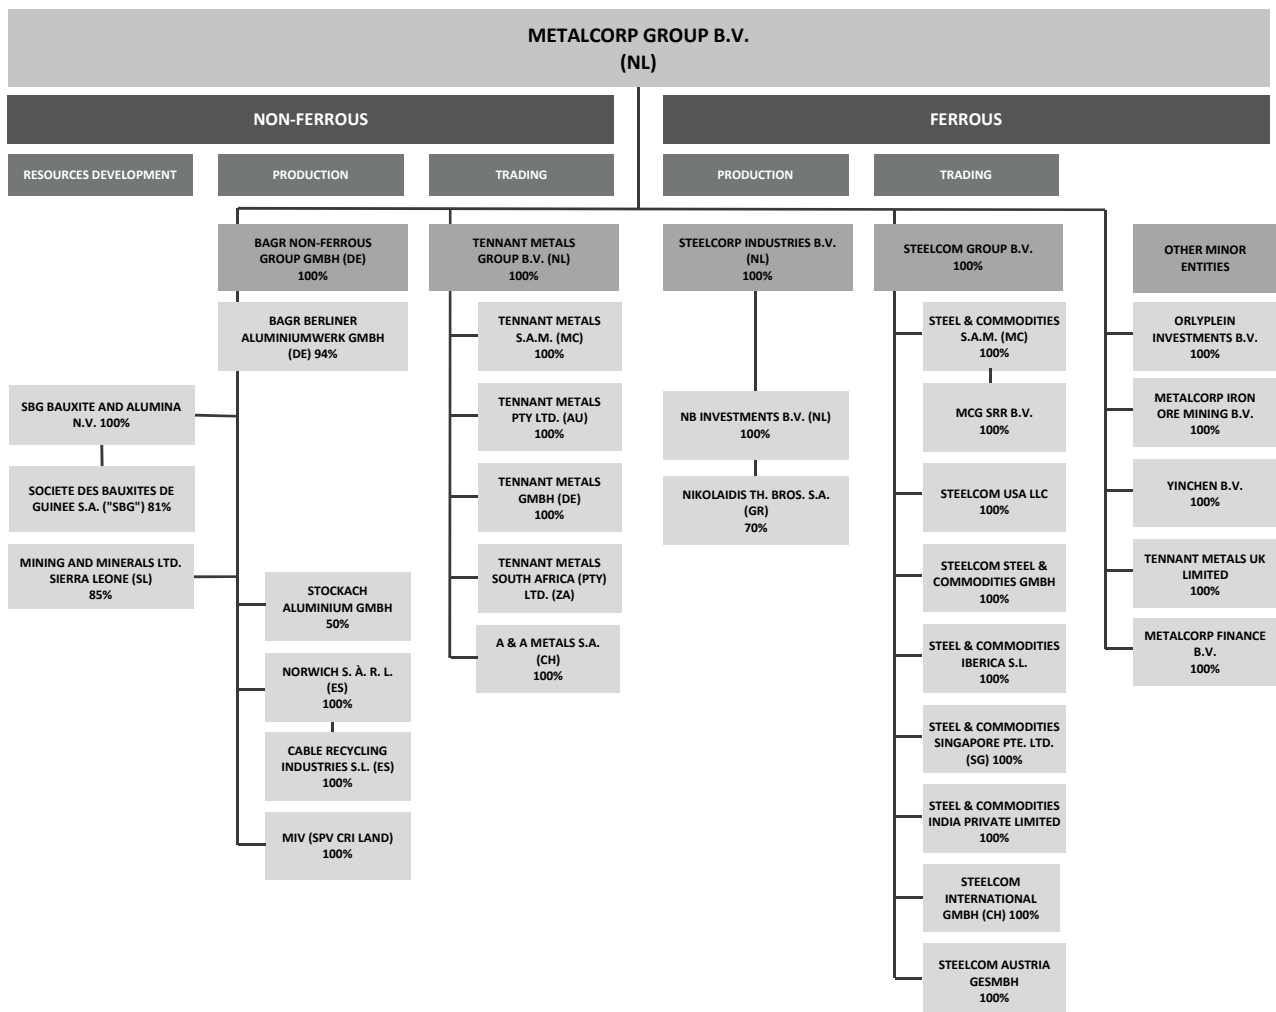 METALCORP GROUP B.V.
(NL)
NON-FERROUS
FERROUS
RESOURCES DEVELOPMENT
PRODUCTION
TRADING
PRODUCTION
TRADING
BAGR NON-FERROUS
GROUP GMBH (DE)
100%
TENNANT METALS
GROUP B.V. (NL)
100%
STEELCORP INDUSTRIES B.V.
(NL)
100%
STEELCOM GROUP B.V.
100%
OTHER MINOR
ENTITIES
BAGR BERLINER
ALUMINIUMWERK GMBH
(DE) 94%
SBG BAUXITE AND ALUMINA
N.V. 100%
SOCIETE DES BAUXITES DE
GUINEE S.A. ("SBG") 81%
MINING AND MINERALS LTD.
SIERRA LEONE (SL)
85%
STOCKACH
ALUMINIUM GMBH
50%
NORWICH S. À. R. L.
(ES)
100%
CABLE RECYCLING
INDUSTRIES S.L. (ES)
100%
MIV (SPV CRI LAND)
100%
TENNANT METALS
S.A.M. (MC)
100%
TENNANT METALS
PTY LTD. (AU)
100%
TENNANT METALS
GMBH (DE)
100%
TENNANT METALS
SOUTH AFRICA (PTY)
LTD. (ZA)
A & A METALS S.A.
(CH)
100%
NB INVESTMENTS B.V. (NL)
100%
NIKOLAIDIS TH. BROS. S.A.
(GR)
70%
STEEL & COMMODITIES
S.A.M. (MC)
100%
MCG SRR B.V.
100%
STEELCOM USA LLC
100%
STEELCOM STEEL &
COMMODITIES GMBH
100%
STEEL & COMMODITIES
IBERICA S.L.
100%
STEEL & COMMODITIES
SINGAPORE PTE. LTD.
(SG) 100%
STEEL & COMMODITIES
INDIA PRIVATE LIMITED
100%
STEELCOM
INTERNATIONAL
GMBH (CH) 100%
STEELCOM AUSTRIA
GESMBH
100%
ORLYPLEIN
INVESTMENTS B.V.
100%
METALCORP IRON
ORE MINING B.V.
100%
YINCHEN B.V.
100%
TENNANT METALS UK
LIMITED
100%
METALCORP FINANCE
B.V.
100%